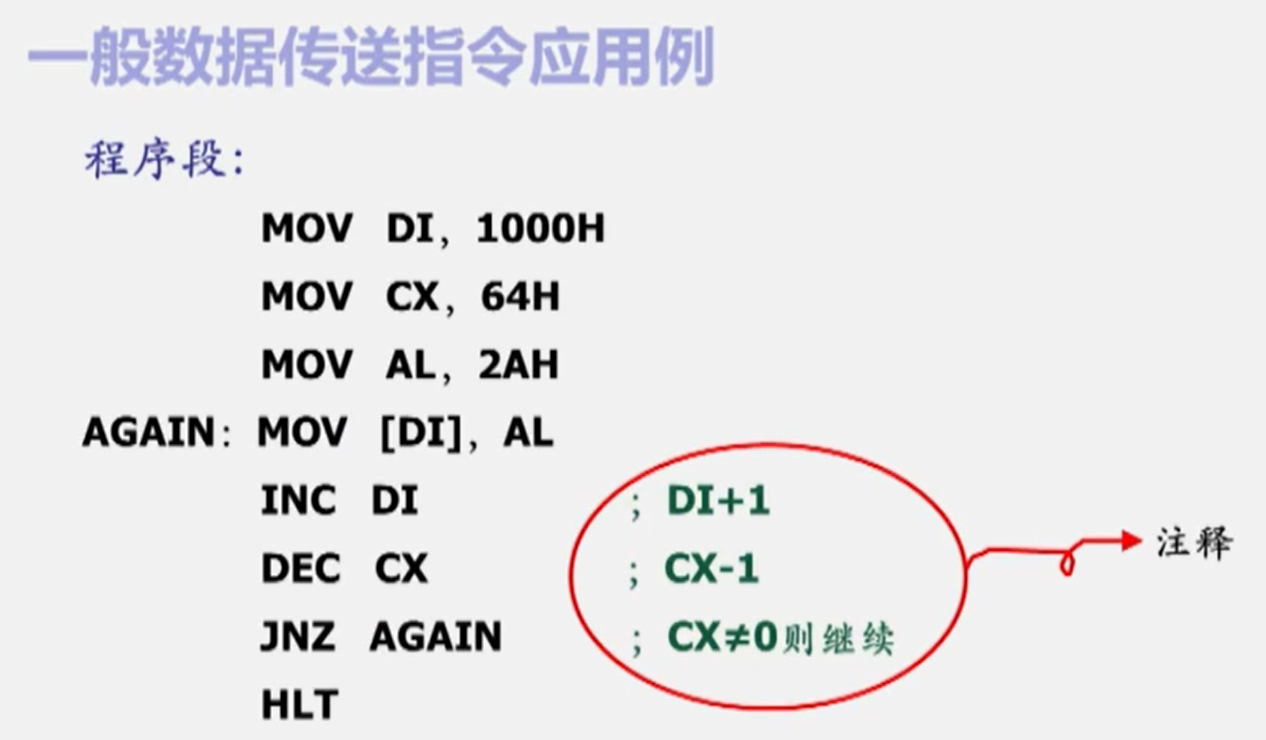 一般数据传送指令应用例
程序段：
MOV DI，1000H
MOV CX，64H
MOV AL，2AH
AGAIN：MOV [DI]，AL
INC DI ；DI+1
DEC CX ；CX-1
JNZ AGAIN ；CX≠0则继续
HLT
注释